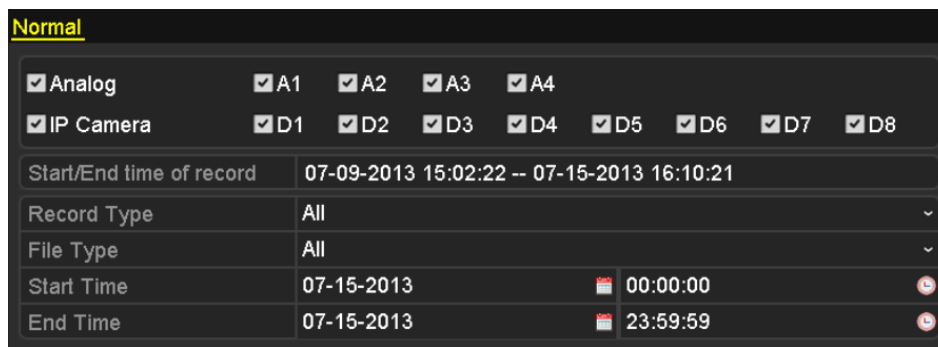 Normal
Analog A1 A2 A3 A4
IP Camera D1 D2 D3 D4 D5 D6 D7 D8
Start/End time of record 07-09-2013 15:02:22 -- 07-15-2013 16:10:21
Record Type All
File Type All
Start Time 07-15-2013 00:00:00
End Time 07-15-2013 23:59:59